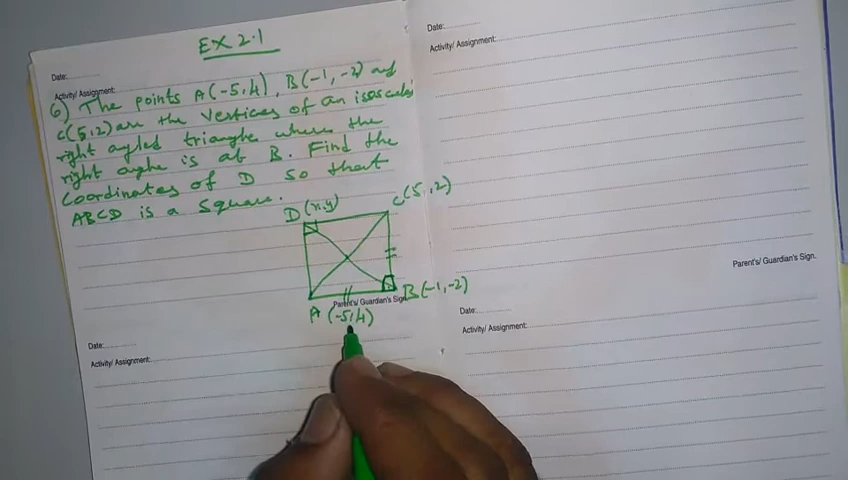 EX 2.1
Date:
Activity/ Assignment:
6) The points A(-5,4), B(-1,-2) and
C(5,2) are the vertices of an isosceles
right angled triangle where the
right angle is at B. Find the
coordinates of D so that
ABCD is a square.
D(x,y)
C(5,2)
B(-1,-2)
Parent's/ Guardian's Sign.
A(-5,4)
Date:
Activity/ Assignment:
Date:
Activity/ Assignment:
Parent's/ Guardian's Sign.
Date:
Activity/ Assignment: